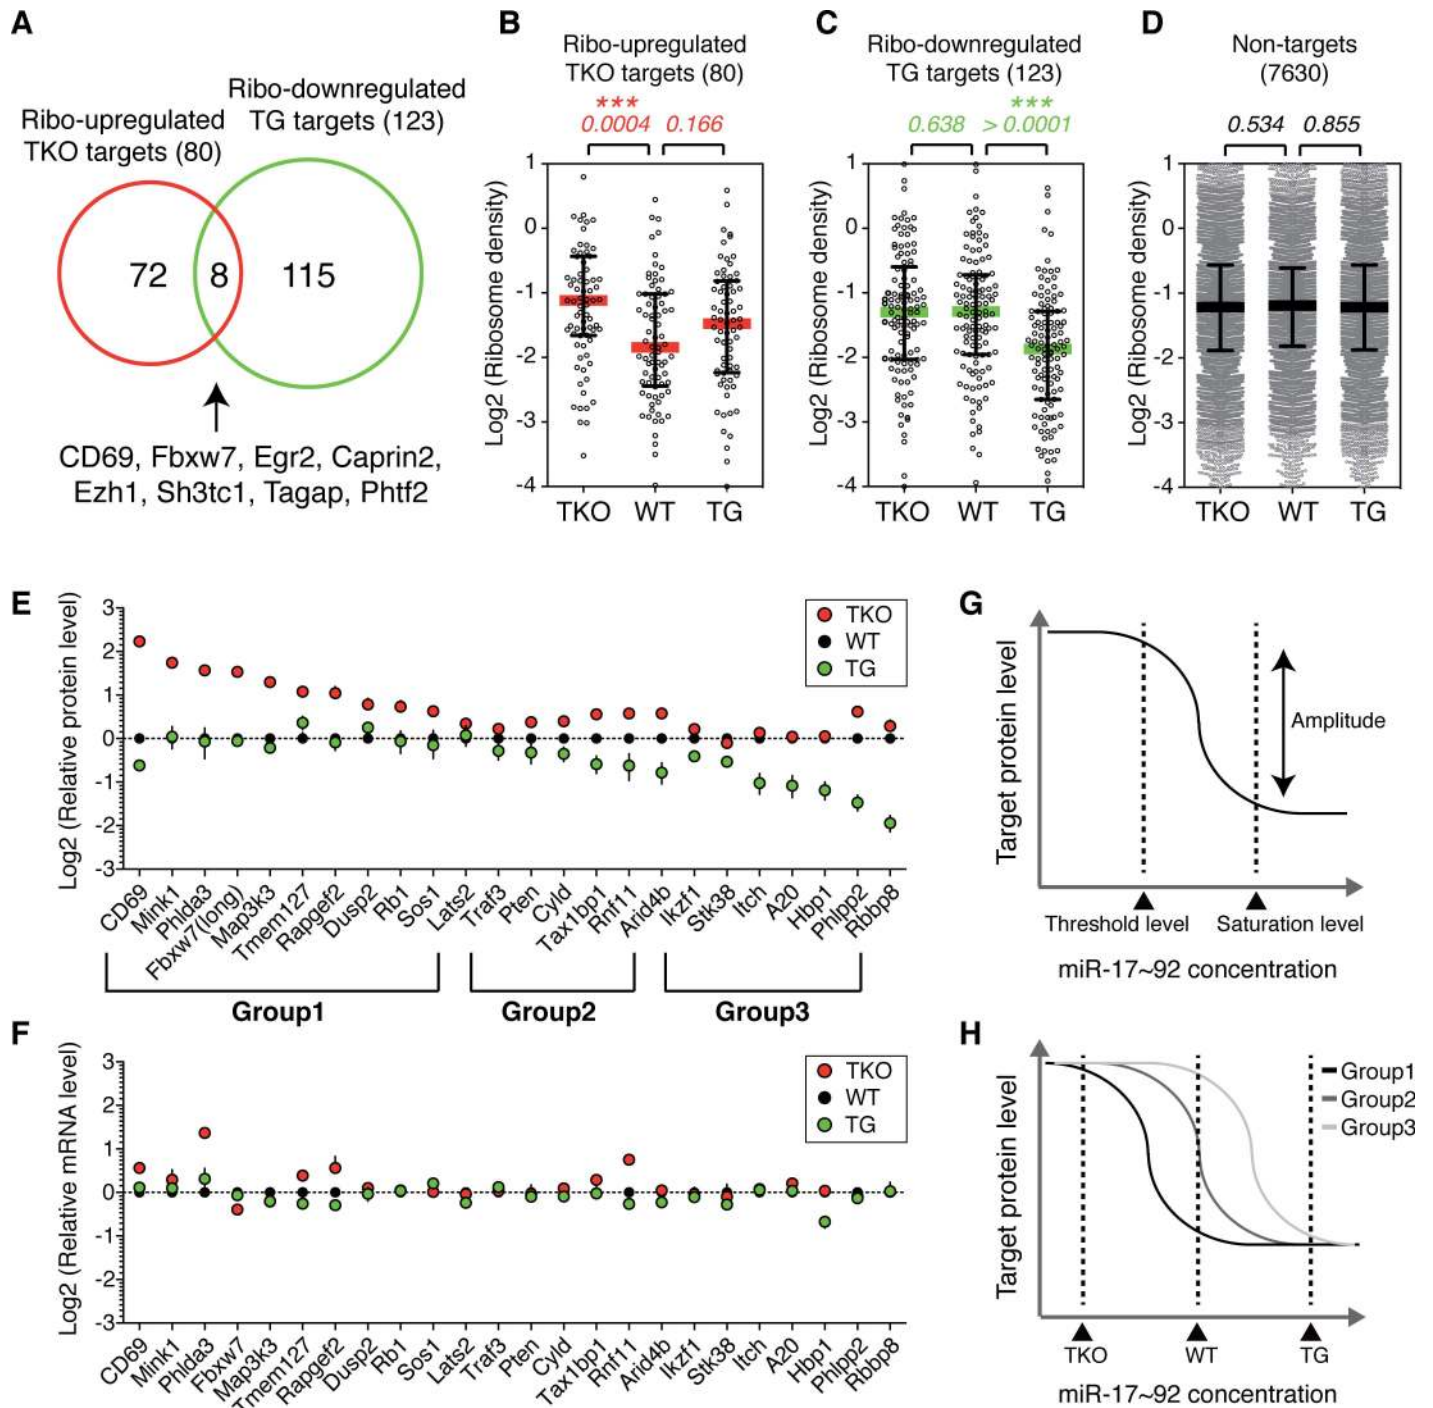 A
Ribo-upregulated
TKO targets (80)
Ribo-downregulated
TG targets (123)
72
8
115
CD69, Fbxw7, Egr2, Caprin2,
Ezh1, Sh3tc1, Tagap, Phtf2
B
Ribo-upregulated
TKO targets (80)
***
0.0004 0.166
Log2 (Ribosome density)
1
0
-1
-2
-3
-4
TKO WT TG
C
Ribo-downregulated
TG targets (123)
***
0.638 > 0.0001
Log2 (Ribosome density)
1
0
-1
-2
-3
-4
TKO WT TG
D
Non-targets
(7630)
0.534 0.855
Log2 (Ribosome density)
1
0
-1
-2
-3
-4
TKO WT TG
E
Log2 (Relative protein level)
3
2
1
0
-1
-2
-3
TKO
WT
TG
CD69
Mink1
Phlda3
Fbxw7(long)
Map3k3
Tmem127
Rapgef2
Dusp2
Rb1
Sos1
Lats2
Traf3
Pten
Cyld
Tax1bp1
Rnf11
Arid4b
Ikzf1
Stk38
Itch
A20
Hbp1
Phlpp2
Rbbp8
Group1
Group2
Group3
F
Log2 (Relative mRNA level)
3
2
1
0
-1
-2
-3
TKO
WT
TG
CD69
Mink1
Phlda3
Fbxw7
Map3k3
Tmem127
Rapgef2
Dusp2
Rb1
Sos1
Lats2
Traf3
Pten
Cyld
Tax1bp1
Rnf11
Arid4b
Ikzf1
Stk38
Itch
A20
Hbp1
Phlpp2
Rbbp8
G
Target protein level
Amplitude
Threshold level
Saturation level
miR-17~92 concentration
H
Target protein level
Group1
Group2
Group3
TKO
WT
TG
miR-17~92 concentration